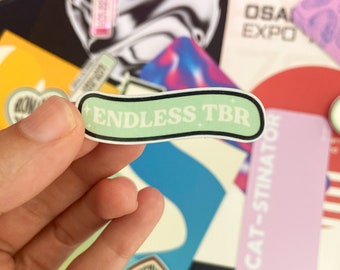 OSA
EXPO '
ENDLESS TBR
CAT-STINATOR